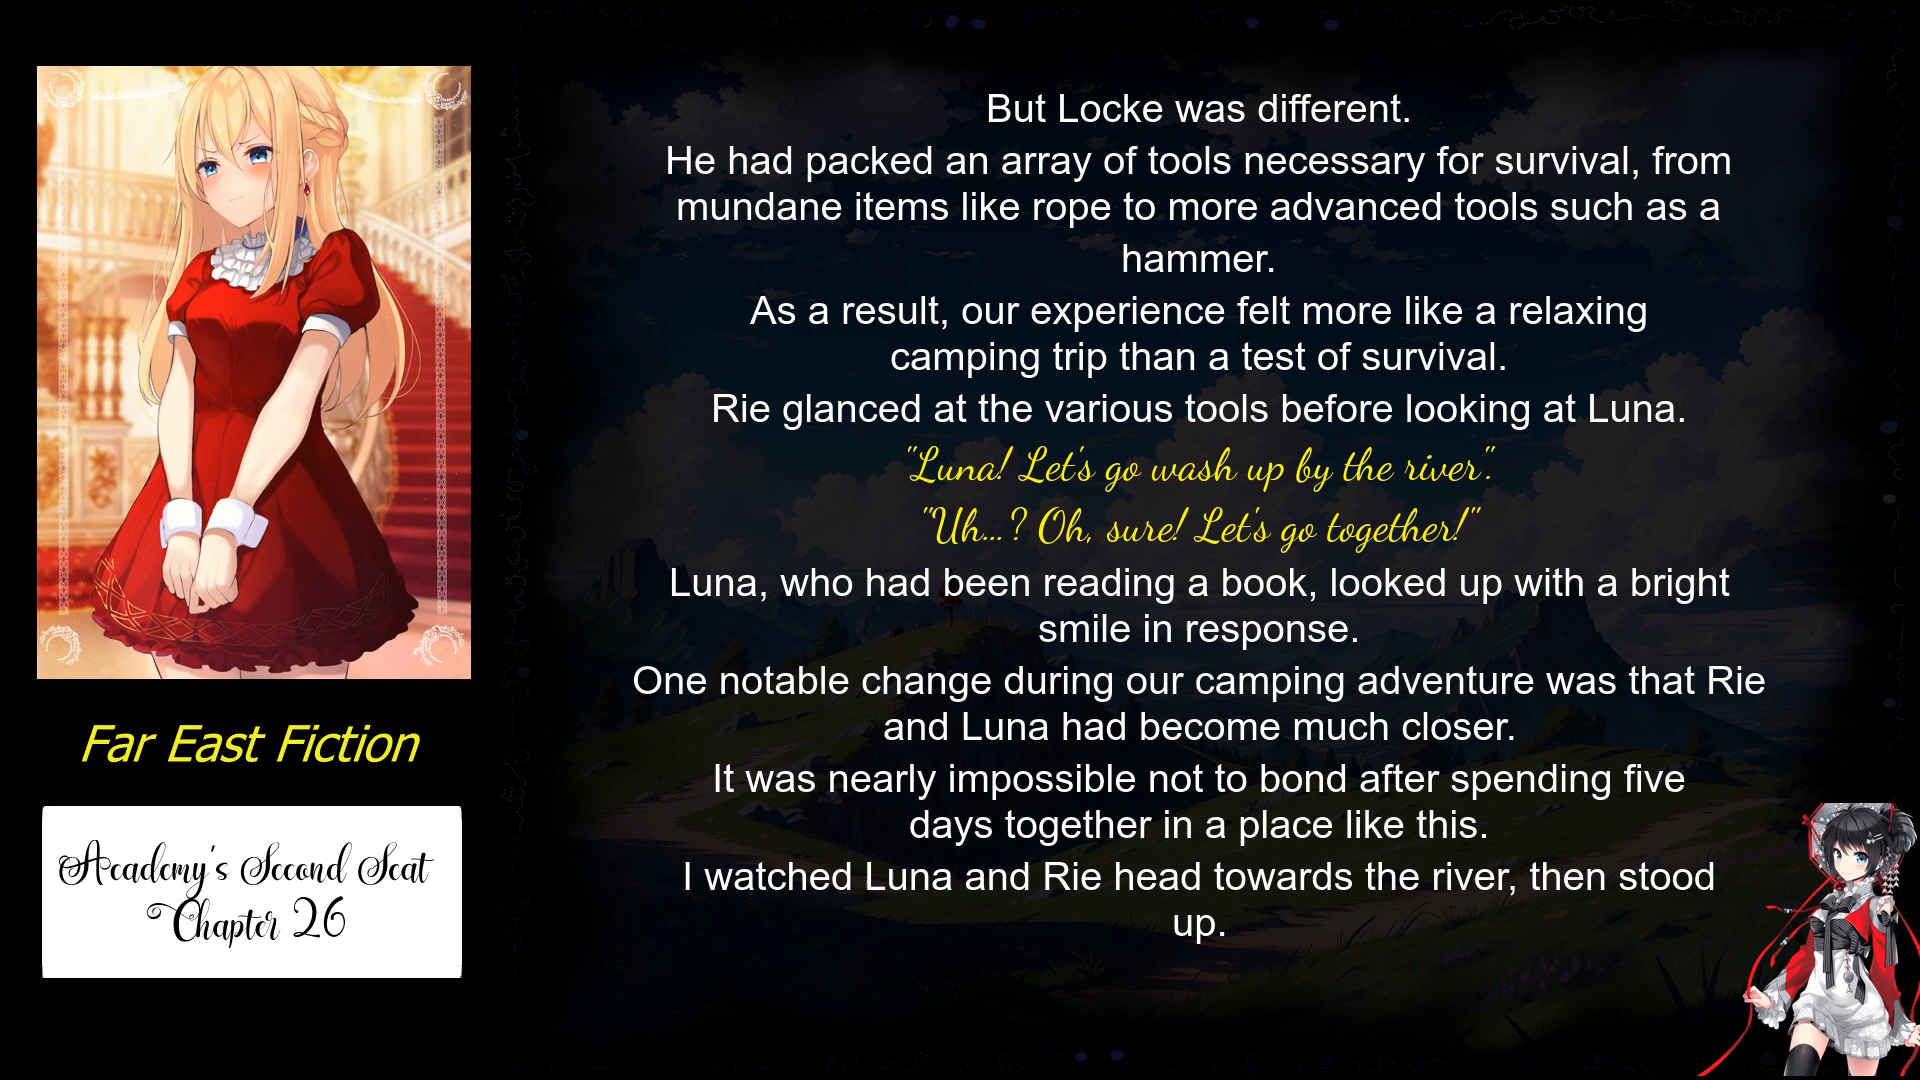 But Locke was different.
He had packed an array of tools necessary for survival, from
mundane items like rope to more advanced tools such as a
hammer.
As a result, our experience felt more like a relaxing
camping trip than a test of survival.
Rie glanced at the various tools before looking at Luna.
"Luna! Let's go wash up by the river".
"Uh...? Oh, sure! Let's go together!"
Luna, who had been reading a book, looked up with a bright
smile in response.
One notable change during our camping adventure was that Rie
and Luna had become much closer.
It was nearly impossible not to bond after spending five
days together in a place like this.
I watched Luna and Rie head towards the river, then stood
up.
Far East Fiction
Academy's Second Seat
Chapter 26